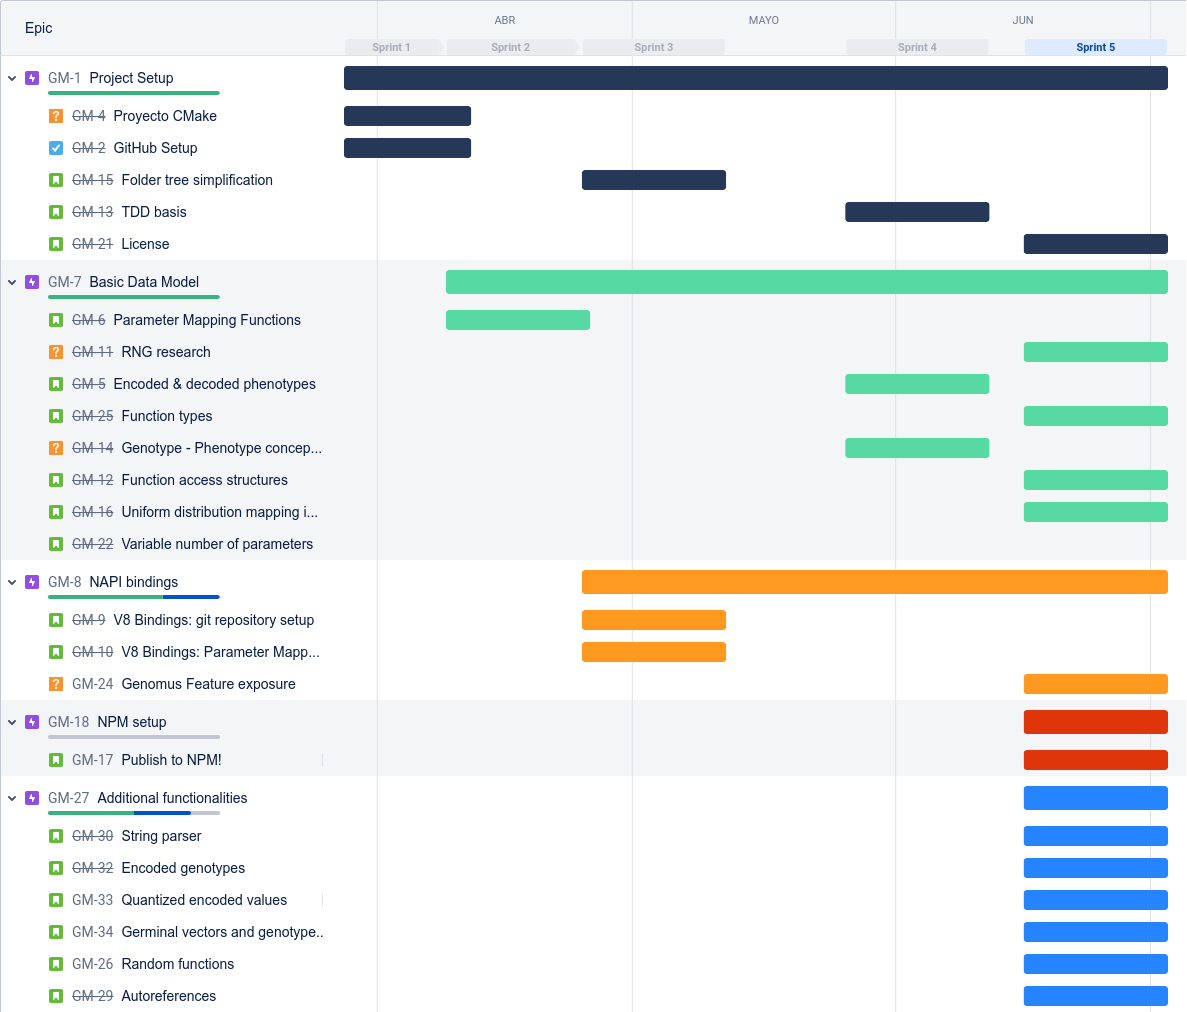 Epic
ABR MAYO JUN
Sprint 1 Sprint 2 Sprint 3 Sprint 4 Sprint 5
GM-1 Project Setup
GM-4 Proyecto CMake
GM-2 GitHub Setup
GM-15 Folder tree simplification
GM-13 TDD basis
GM-21 License
GM-7 Basic Data Model
GM-6 Parameter Mapping Functions
GM-11 RNG research
GM-5 Encoded & decoded phenotypes
GM-25 Function types
GM-14 Genotype - Phenotype concep...
GM-12 Function access structures
GM-16 Uniform distribution mapping i...
GM-22 Variable number of parameters
GM-8 NAPI bindings
GM-9 V8 Bindings: git repository setup
GM-10 V8 Bindings: Parameter Mapp...
GM-24 Genomus Feature exposure
GM-18 NPM setup
GM-17 Publish to NPM!
GM-27 Additional functionalities
GM-30 String parser
GM-32 Encoded genotypes
GM-33 Quantized encoded values
GM-34 Germinal vectors and genotype..
GM-26 Random functions
GM-29 Autoreferences